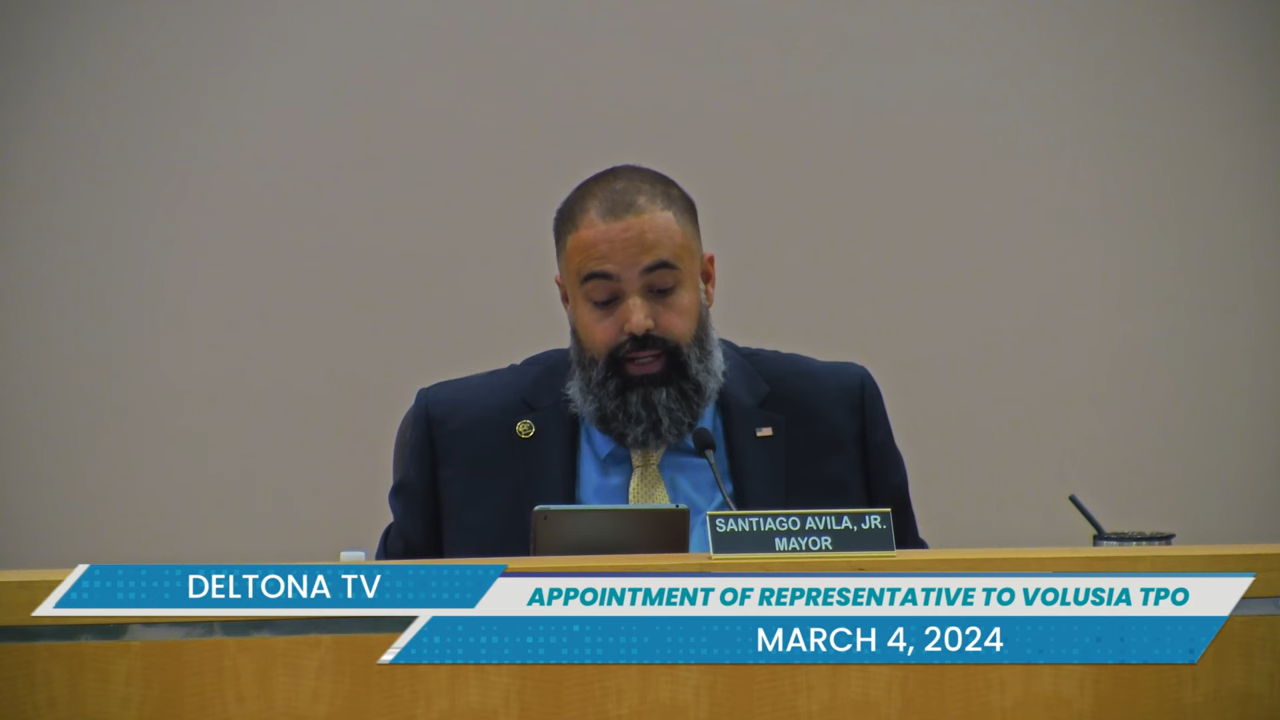 SANTIAGO AVILA, JR.
MAYOR
DELTONA TV
APPOINTMENT OF REPRESENTATIVE TO VOLUSIA TPO
MARCH 4, 2024